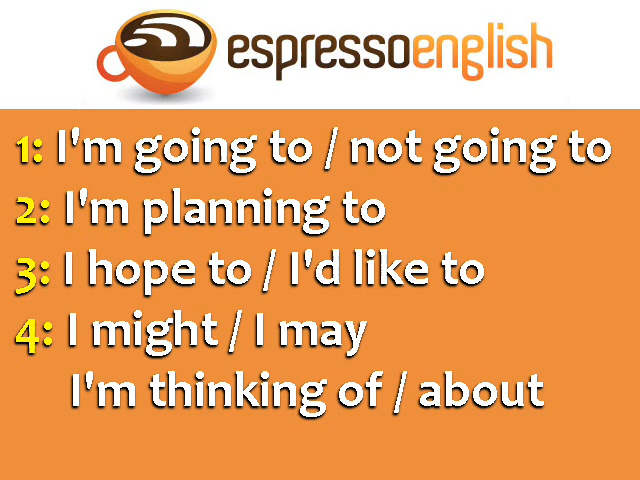 espressoenglish
1: I'm going to / not going to
2: I'm planning to
3: I hope to / I'd like to
4: I might / I may
I'm thinking of / about